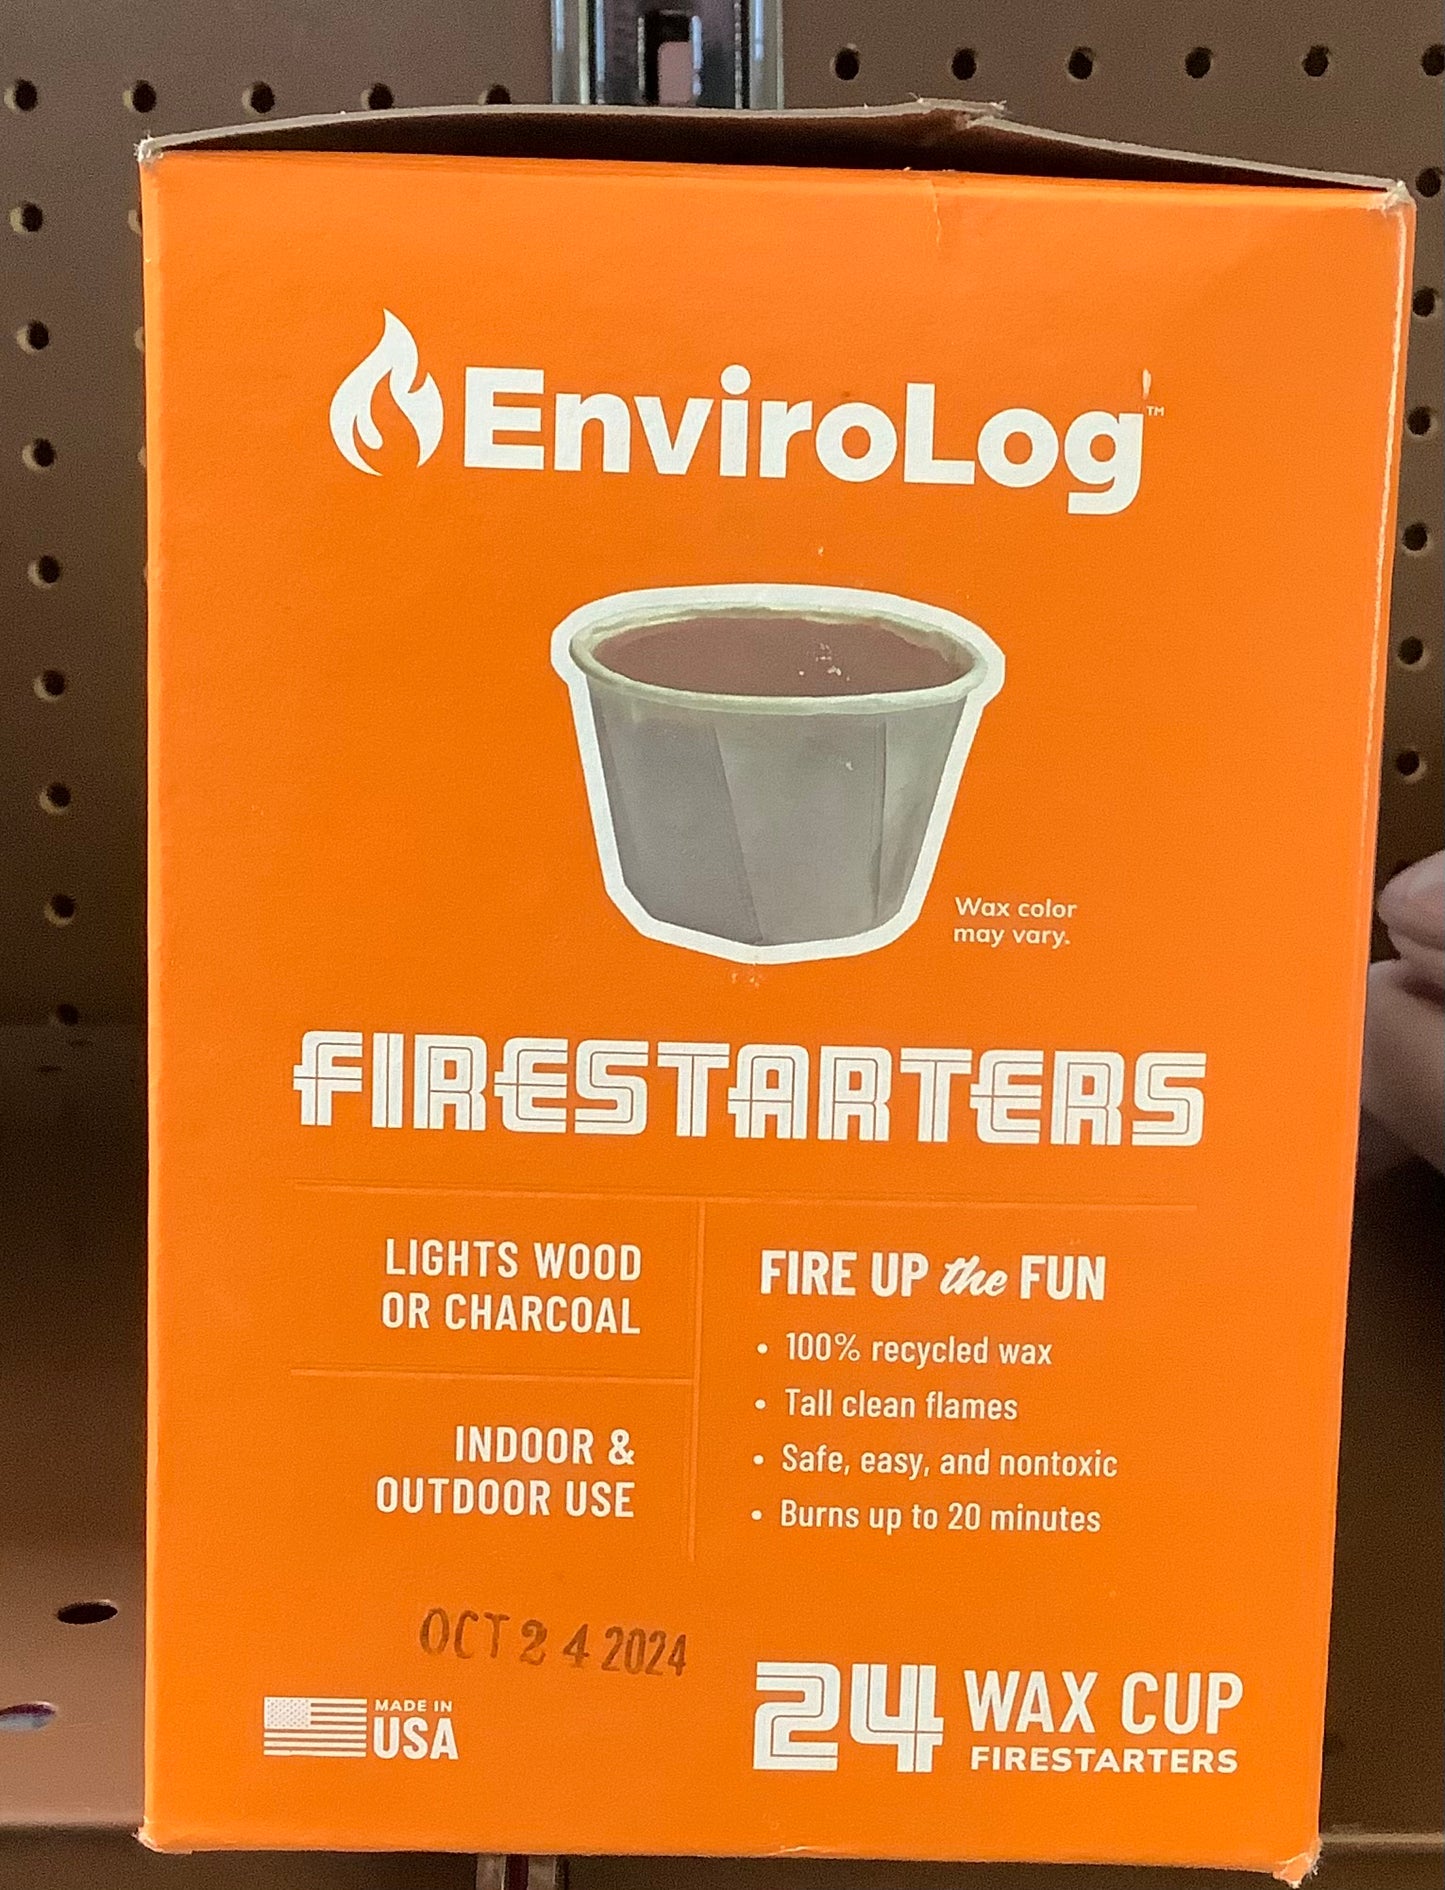 EnviroLog™
Wax color
may vary.
FIRESTARTERS
LIGHTS WOOD
OR CHARCOAL
INDOOR &
OUTDOOR USE
FIRE UP the FUN
• 100% recycled wax
• Tall clean flames
• Safe, easy, and nontoxic
• Burns up to 20 minutes
OCT 24 2024
MADE IN
USA
24 WAX CUP
FIRESTARTERS